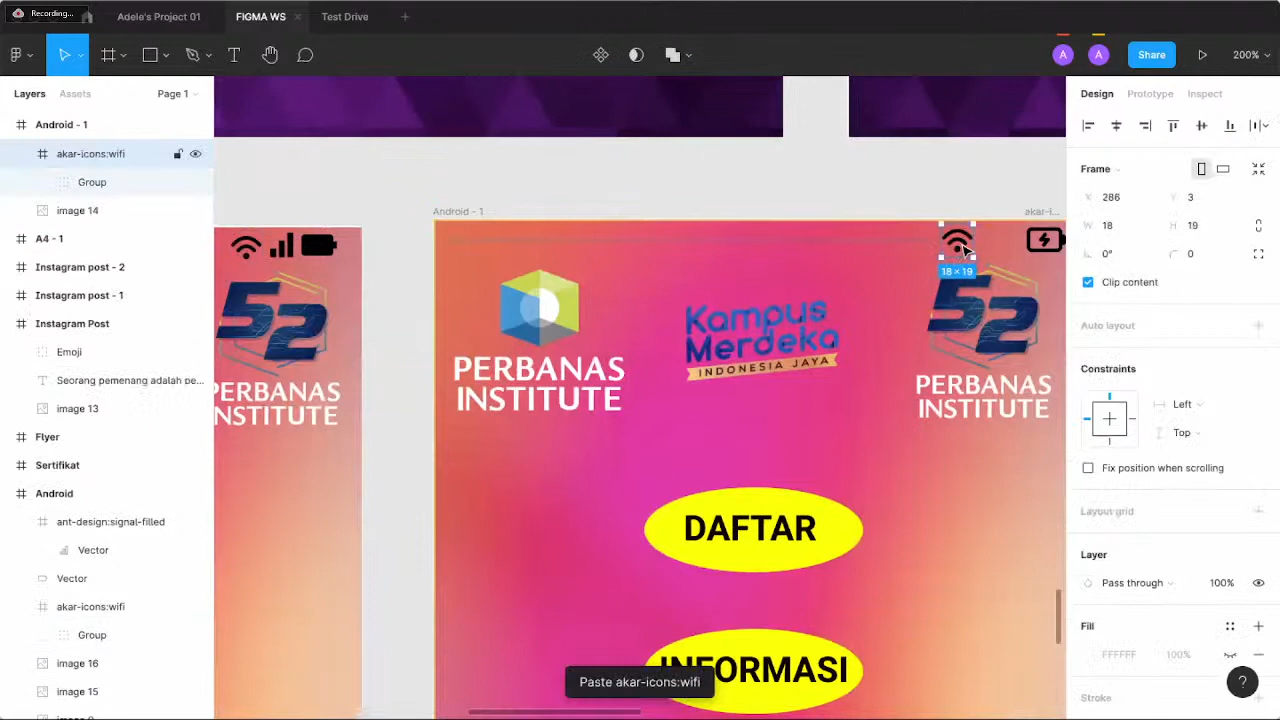 Recording...
Adele's Project 01
FIGMA WS
Test Drive
A
A
Share
200%
Layers
Assets
Page 1
Design
Prototype
Inspect
Android - 1
akar-icons:wifi
Group
image 14
A4 - 1
Instagram post - 2
Instagram post - 1
Instagram Post
Emoji
Seorang pemenang adalah pe...
image 13
Flyer
Sertifikat
Android
ant-design:signal-filled
Vector
Vector
akar-icons:wifi
Group
image 16
image 15
Android - 1
akar-i...
18 × 19
52
PERBANAS
INSTITUTE
PERBANAS
INSTITUTE
Kampus
Merdeka
INDONESIA JAYA
52
PERBANAS
INSTITUTE
DAFTAR
INFORMASI
Paste akar-icons:wifi
Frame
X 286
Y 3
W 18
H 19
0°
0
Clip content
Auto layout
Constraints
Left
Top
Fix position when scrolling
Layout grid
Layer
Pass through
100%
Fill
FFFFFF
100%
Stroke
?